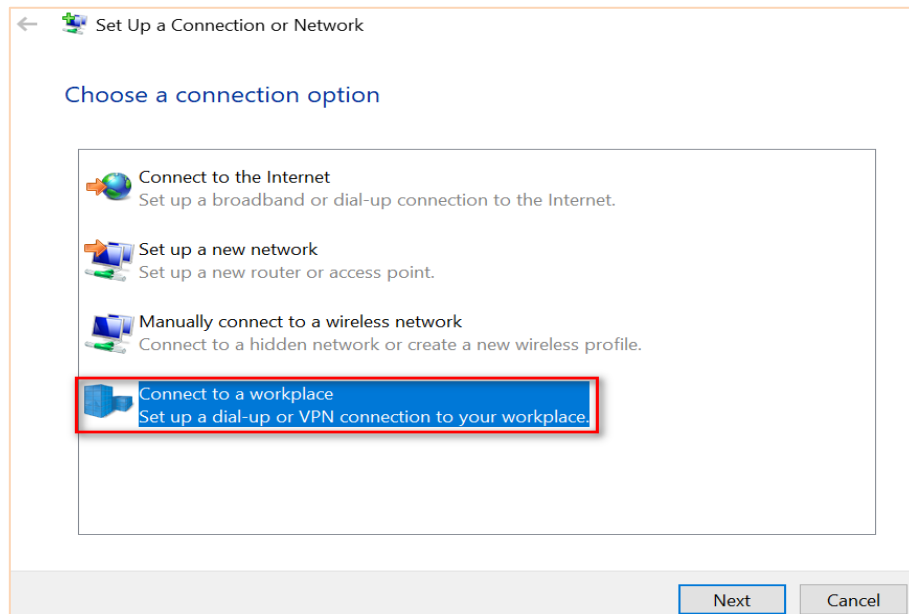 Set Up a Connection or Network
Choose a connection option
Connect to the Internet
Set up a broadband or dial-up connection to the Internet.
Set up a new network
Set up a new router or access point.
Manually connect to a wireless network
Connect to a hidden network or create a new wireless profile.
Connect to a workplace
Set up a dial-up or VPN connection to your workplace.
Next
Cancel